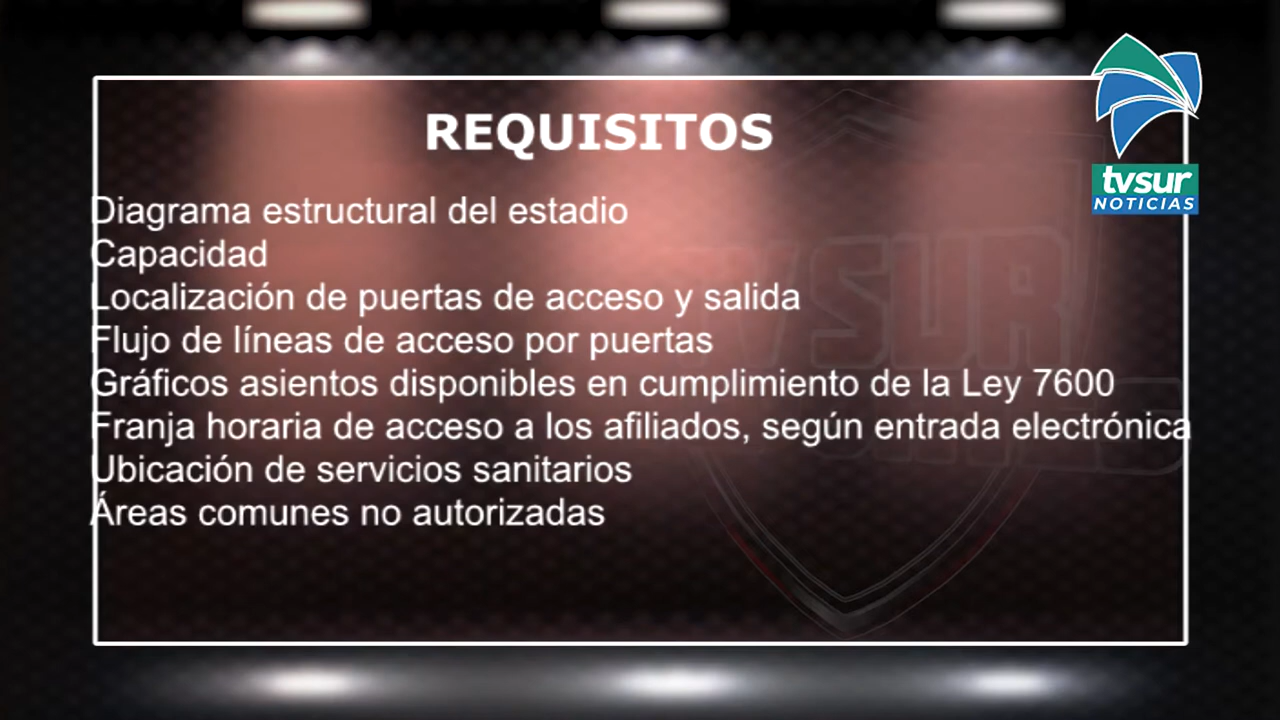 REQUISITOS
tvsur
NOTICIAS
Diagrama estructural del estadio
Capacidad
Localización de puertas de acceso y salida
Flujo de líneas de acceso por puertas
Gráficos asientos disponibles en cumplimiento de la Ley 7600
Franja horaria de acceso a los afiliados, según entrada electrónica
Ubicación de servicios sanitarios
Áreas comunes no autorizadas
TVSUR